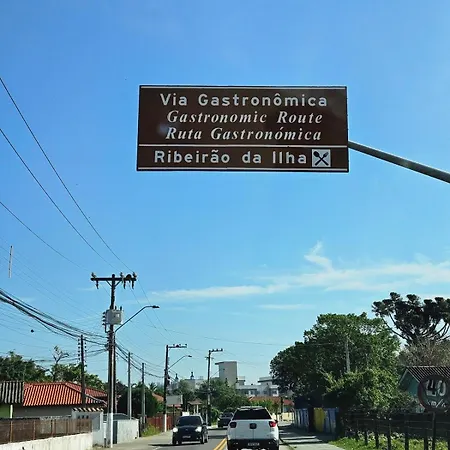 Via Gastronômica
Gastronomic Route
Ruta Gastronómica
Ribeirão da Ilha
40